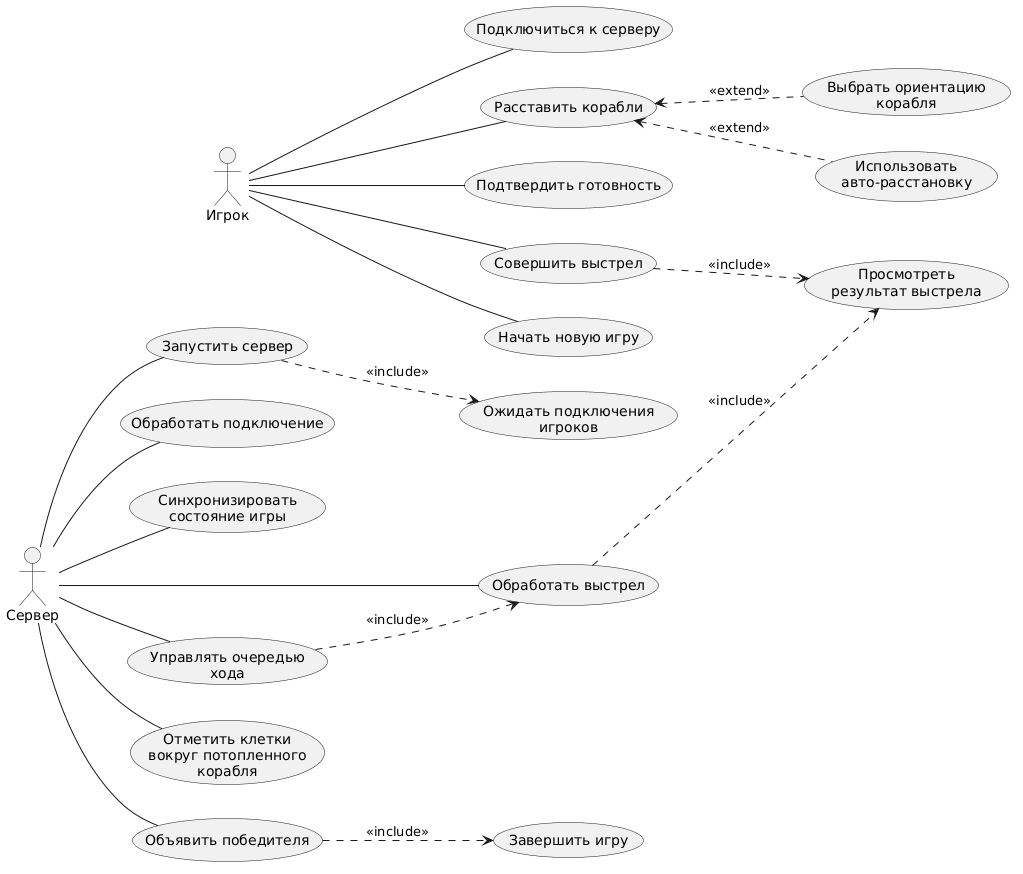 Подключиться к серверу
Расставить корабли
«extend»
Выбрать ориентацию
корабля
«extend»
Использовать
авто-расстановку
Игрок
Подтвердить готовность
Совершить выстрел
«include»
Просмотреть
результат выстрела
Начать новую игру
Запустить сервер
«include»
Ожидать подключения
игроков
«include»
Обработать подключение
Синхронизировать
состояние игры
Сервер
Обработать выстрел
«include»
Управлять очередью
хода
Отметить клетки
вокруг потопленного
корабля
Объявить победителя
«include»
Завершить игру